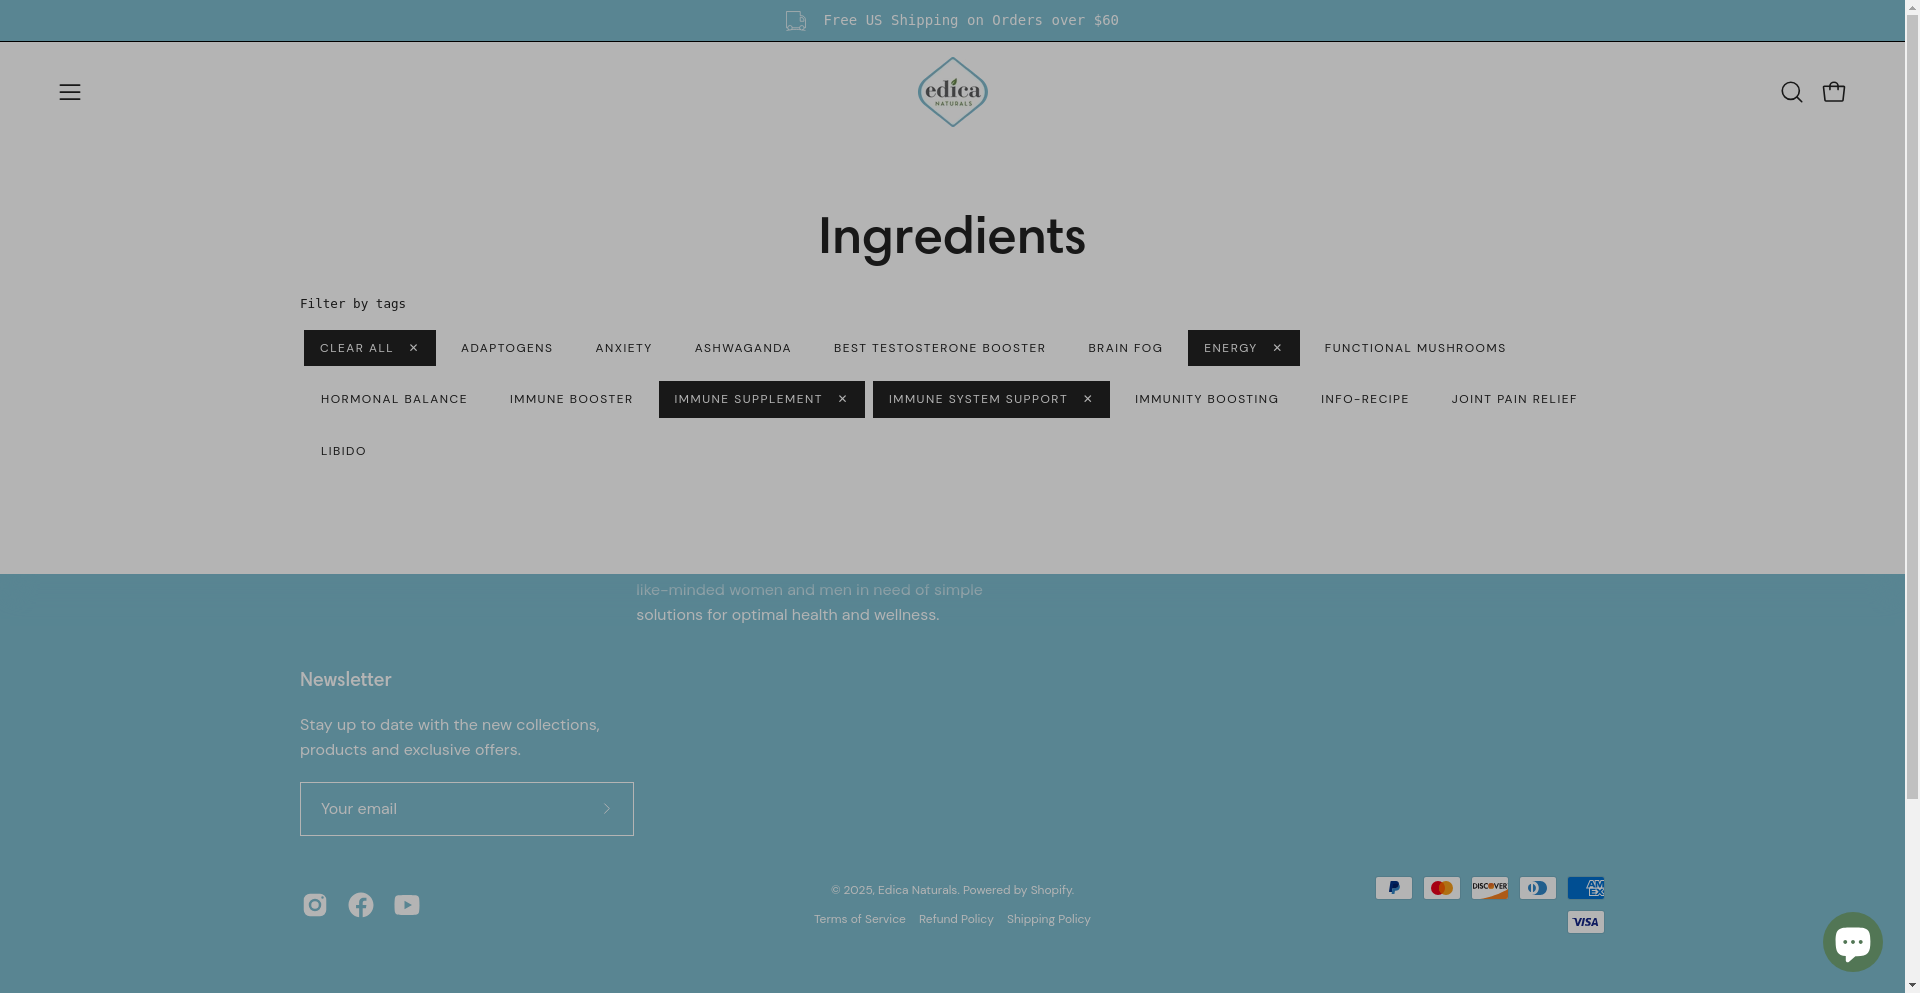 Free US Shipping on Orders over $60
edica
NATURALS
Ingredients
Filter by tags
CLEAR ALL ✕ ADAPTOGENS ANXIETY ASHWAGANDA BEST TESTOSTERONE BOOSTER BRAIN FOG ENERGY ✕ FUNCTIONAL MUSHROOMS
HORMONAL BALANCE IMMUNE BOOSTER IMMUNE SUPPLEMENT ✕ IMMUNE SYSTEM SUPPORT ✕ IMMUNITY BOOSTING INFO-RECIPE JOINT PAIN RELIEF
LIBIDO
like-minded women and men in need of simple
solutions for optimal health and wellness.
Newsletter
Stay up to date with the new collections,
products and exclusive offers.
Your email
© 2025, Edica Naturals. Powered by Shopify.
Terms of Service Refund Policy Shipping Policy
DISCOVER
AM
EX
VISA